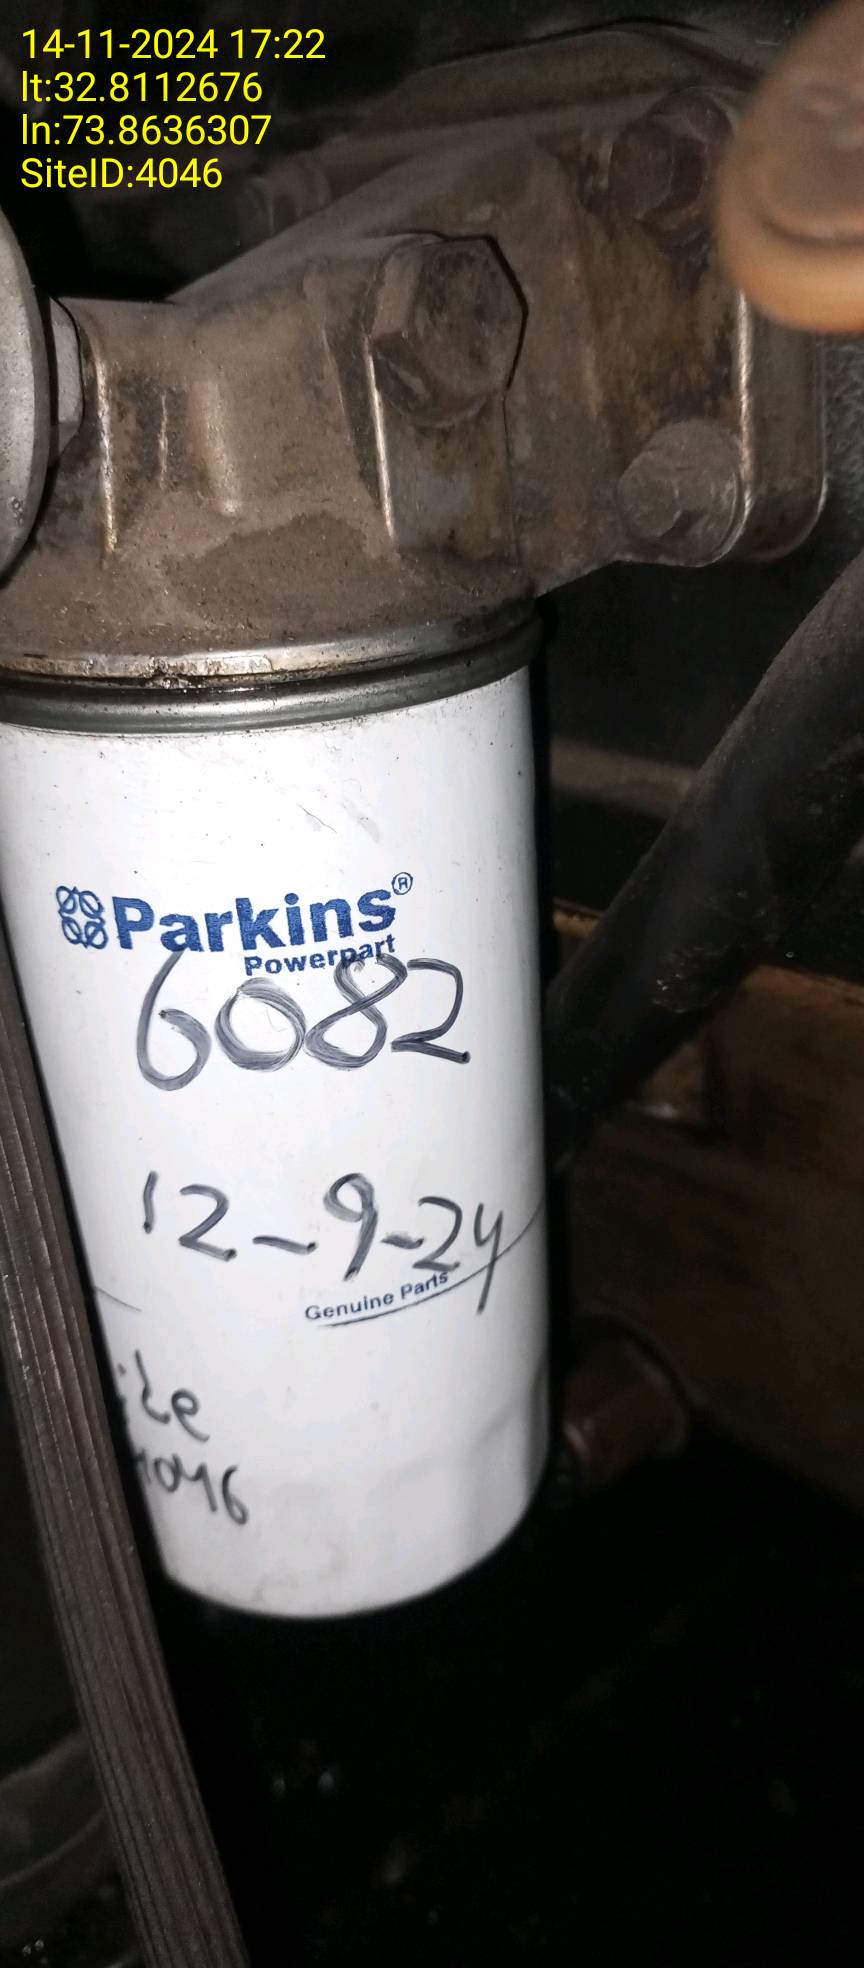 14-11-2024 17:22
lt:32.8112676
ln:73.8636307
SiteID:4046
Parkins®
Powerpart
6082
12-9-24
Genuine Parts
4046